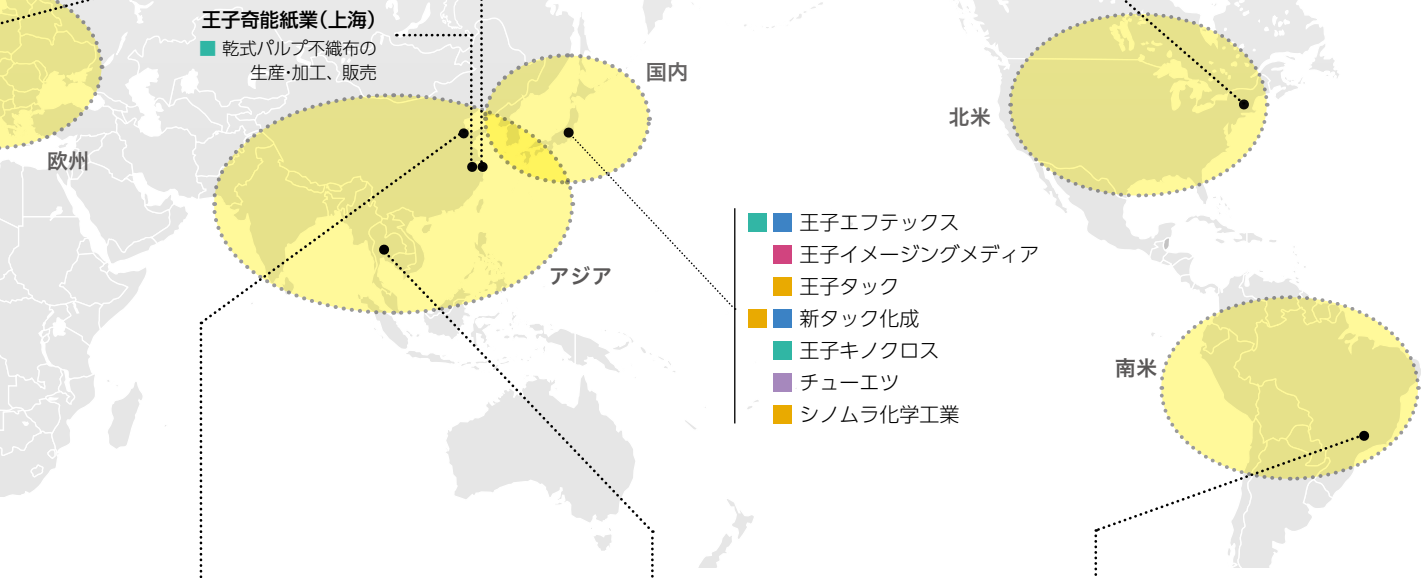 王子奇能紙業（上海）
乾式パルプ不織布の
生産・加工、販売
国内
欧州
北米
アジア
王子エフテックス
王子イメージングメディア
王子タック
新タック化成
王子キノクロス
チューエツ
シノムラ化学工業
南米